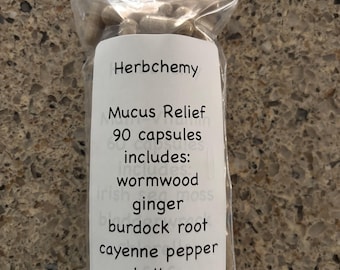 Herbchemy
Mucus Relief
90 capsules
includes:
wormwood
ginger
burdock root
cayenne pepper